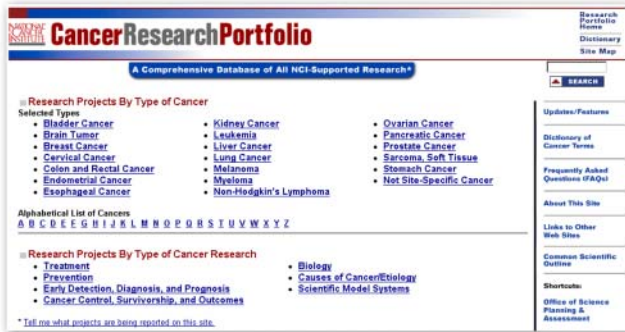 NATIONAL CANCER INSTITUTE
CancerResearchPortfolio
Research
Portfolio
Home
Dictionary
Site Map
A Comprehensive Database of All NCI-Supported Research*
SEARCH
Research Projects By Type of Cancer
Selected Types
Bladder Cancer
Brain Tumor
Breast Cancer
Cervical Cancer
Colon and Rectal Cancer
Endometrial Cancer
Esophageal Cancer
Kidney Cancer
Leukemia
Liver Cancer
Lung Cancer
Melanoma
Myeloma
Non-Hodgkin's Lymphoma
Ovarian Cancer
Pancreatic Cancer
Prostate Cancer
Sarcoma, Soft Tissue
Stomach Cancer
Not Site-Specific Cancer
Alphabetical List of Cancers
A B C D E F G H I J K L M N O P Q R S T U V W X Y Z
Research Projects By Type of Cancer Research
Treatment
Prevention
Early Detection, Diagnosis, and Prognosis
Cancer Control, Survivorship, and Outcomes
Biology
Causes of Cancer/Etiology
Scientific Model Systems
* Tell me what projects are being reported on this site.
Updates/Features
Dictionary of
Cancer Terms
Frequently Asked
Questions (FAQs)
About This Site
Links to Other
Web Sites
Common Scientific
Outline
Shortcuts:
Office of Science
Planning &
Assessment